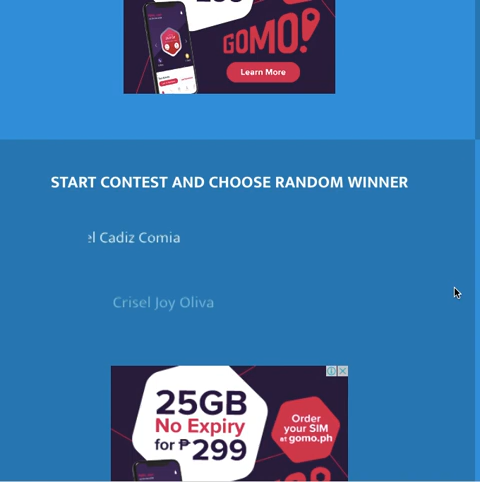 GOMO!
Learn More
START CONTEST AND CHOOSE RANDOM WINNER
el Cadiz Comia
Crisel Joy Oliva
25GB
No Expiry
for ₱299
Order
your SIM
at gomo.ph